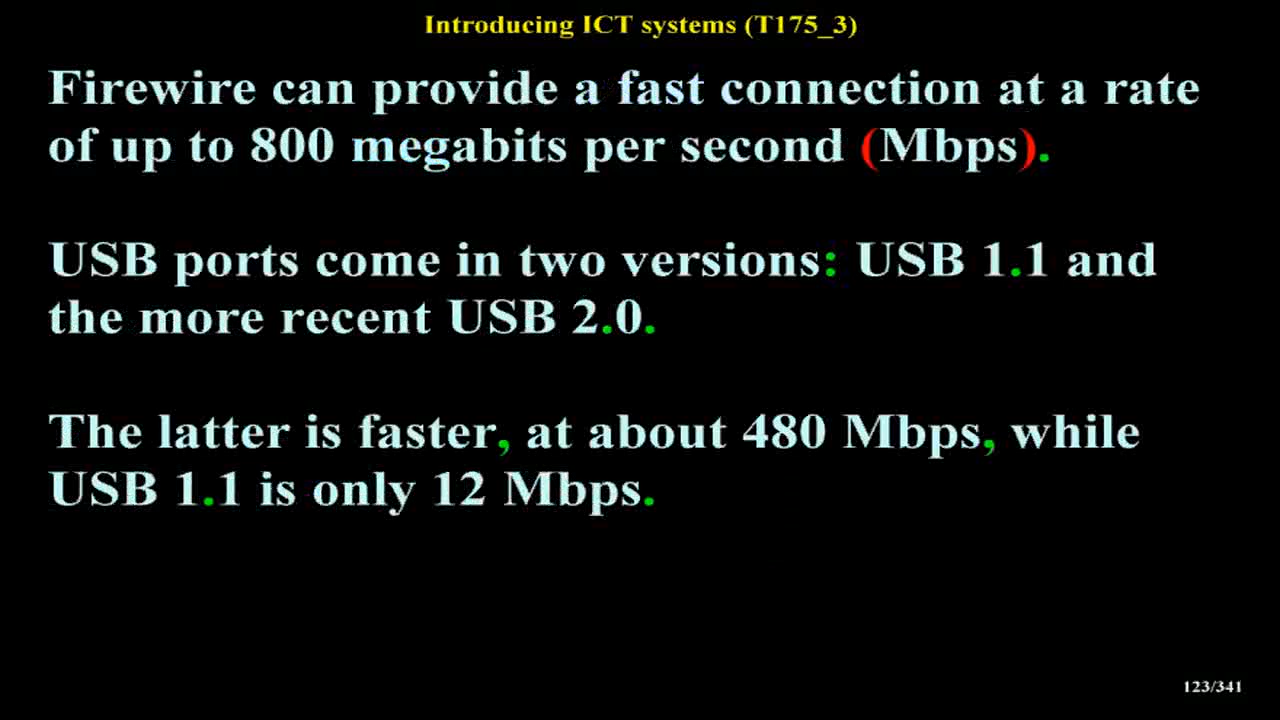 Introducing ICT systems (T175_3)
Firewire can provide a fast connection at a rate
of up to 800 megabits per second (Mbps).
USB ports come in two versions: USB 1.1 and
the more recent USB 2.0.
The latter is faster, at about 480 Mbps, while
USB 1.1 is only 12 Mbps.
123/341